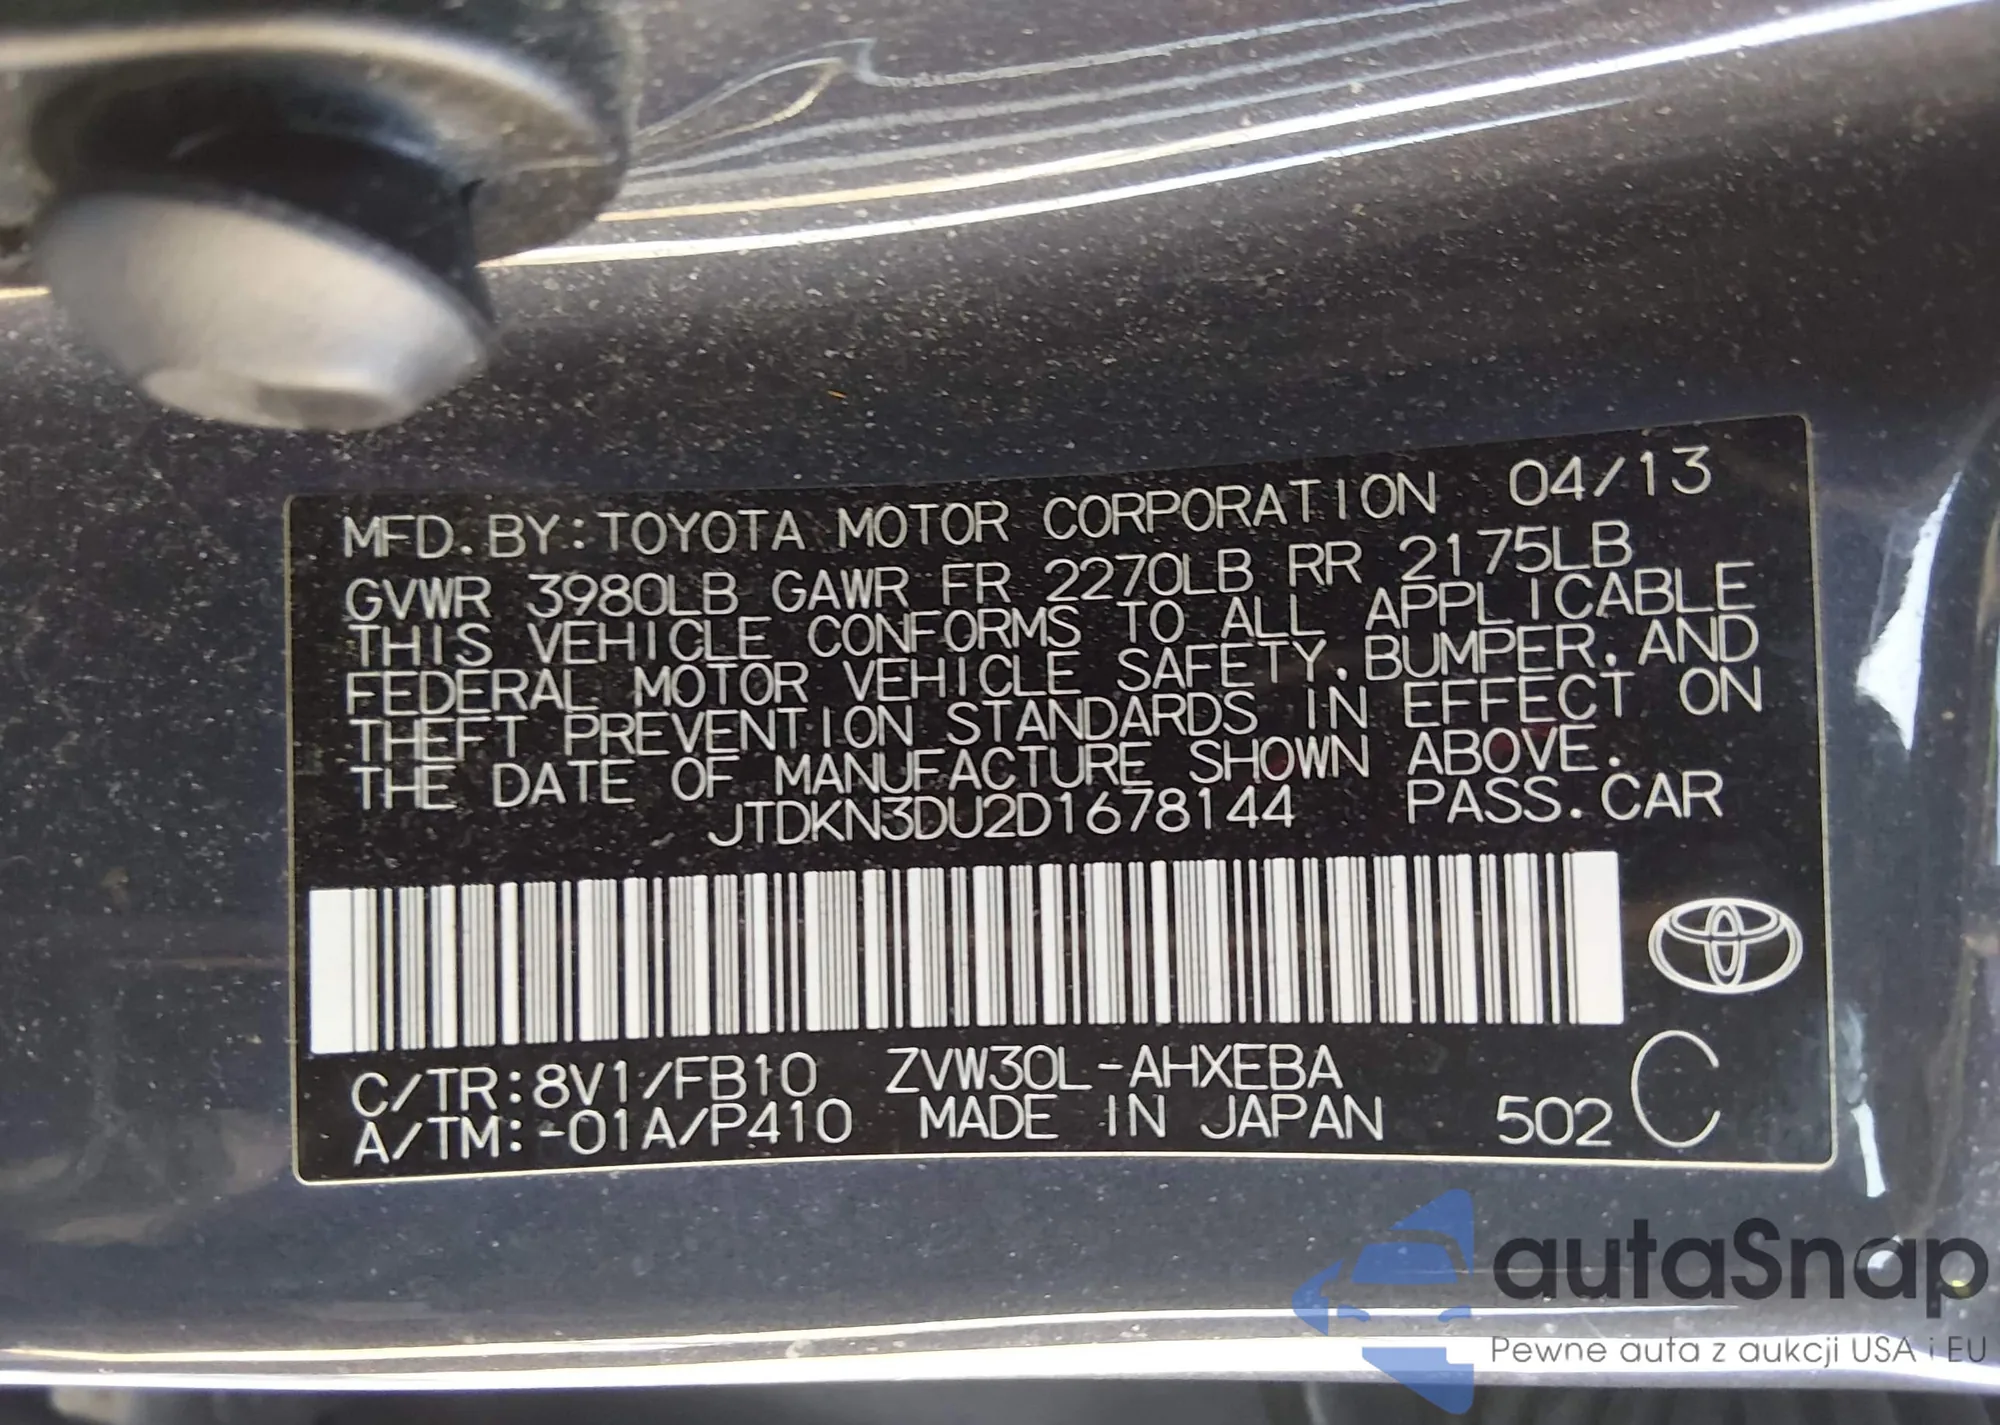 MFD. BY: TOYOTA MOTOR CORPORATION 04/13
GVWR 3980LB GAWR FR 2270LB RR 2175LB
THIS VEHICLE CONFORMS TO ALL APPLICABLE
FEDERAL MOTOR VEHICLE SAFETY, BUMPER, AND
THEFT PREVENTION STANDARDS IN EFFECT ON
THE DATE OF MANUFACTURE SHOWN ABOVE.
JTDKN3DU2D1678144 PASS. CAR
C/TR: 8V1/FB10 ZVW30L-AHXEBA
A/TM: -01A/P410 MADE IN JAPAN 502 C
autaSnap
Pewne auta z aukcji USA i EU